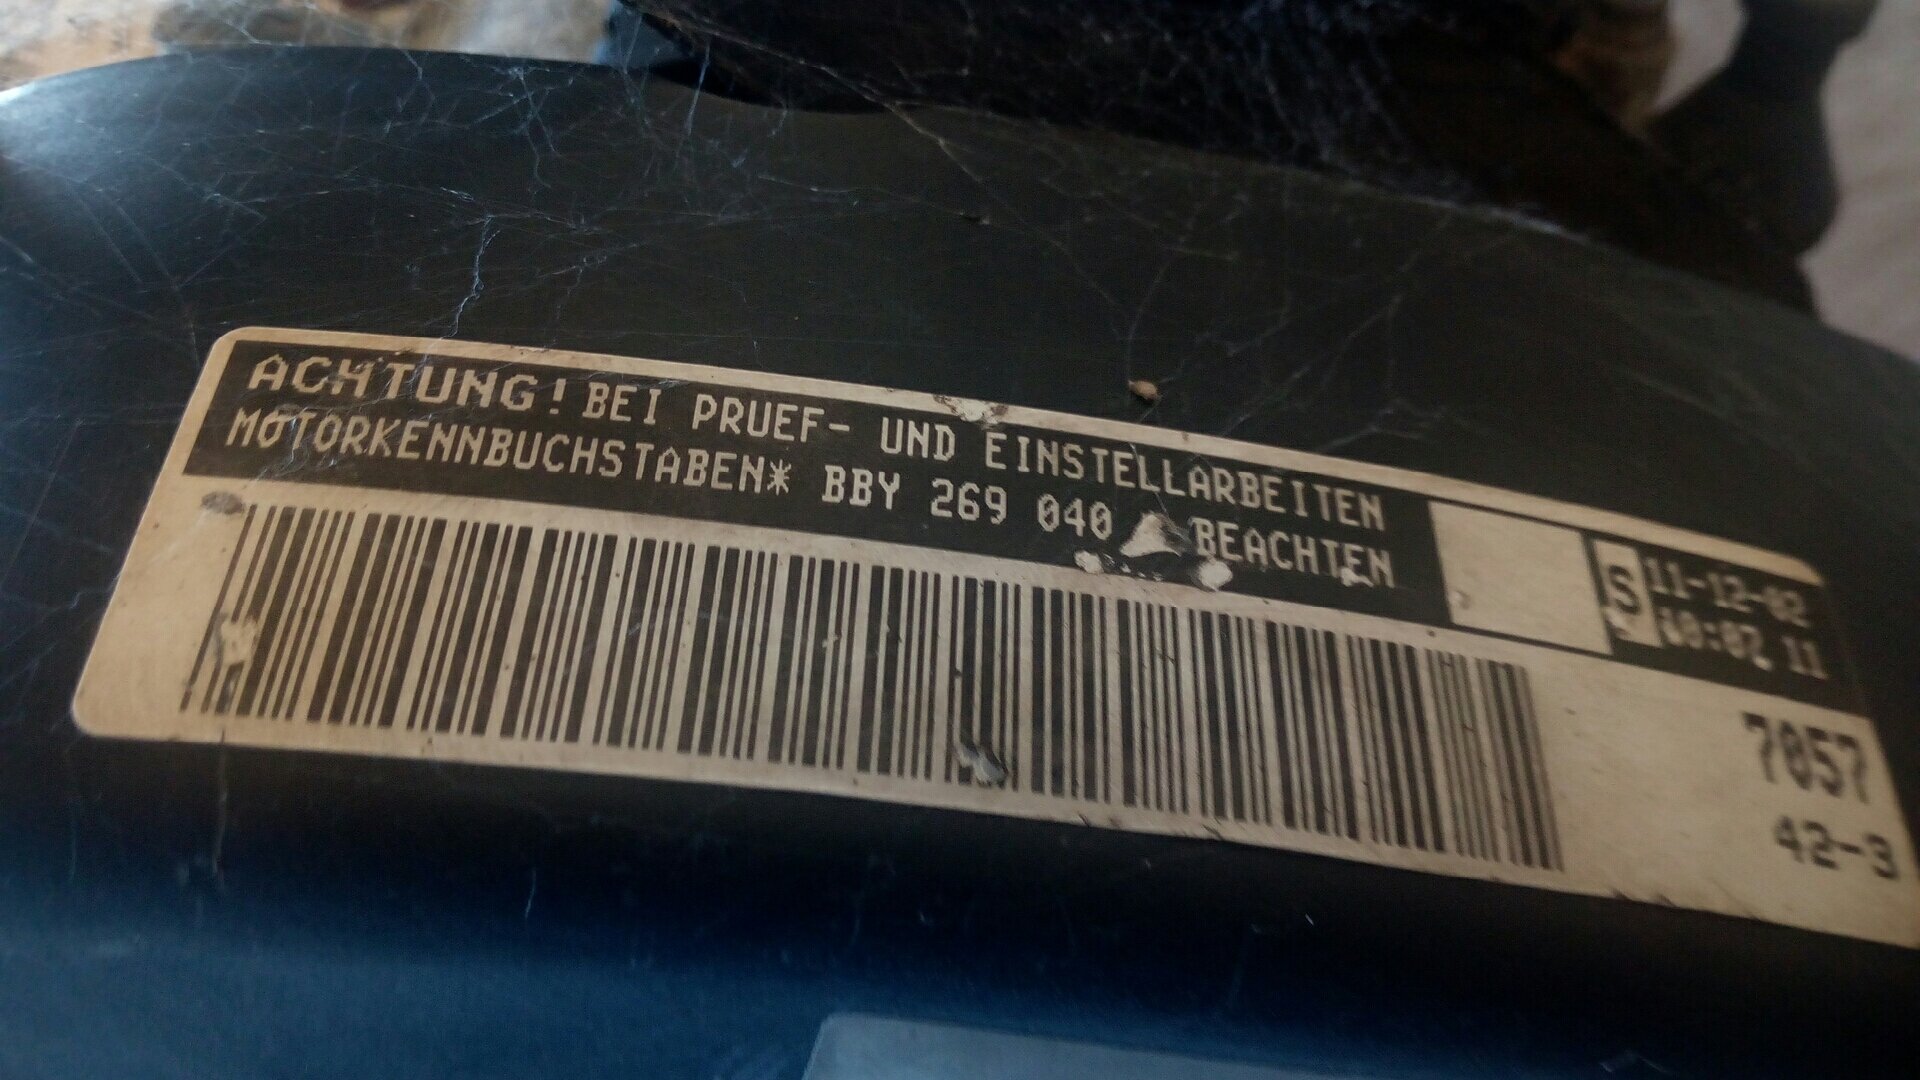 ACHTUNG! BEI PRUEF- UND EINSTELLARBEITEN
MOTORKENNBUCHSTABEN* BBY 269 040 BEACHTEN
S
11-12-02
7057
42-3